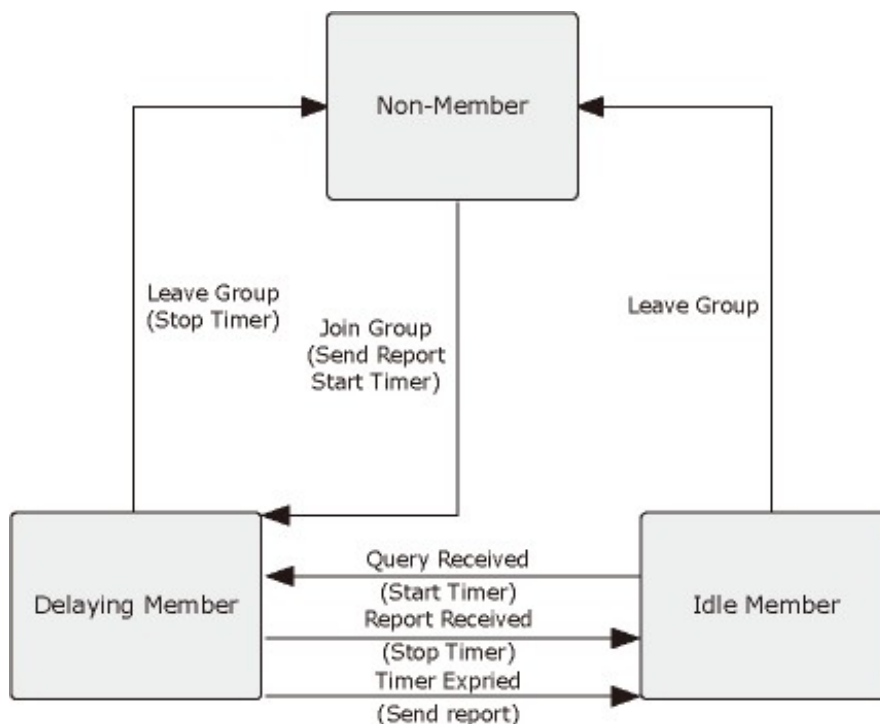 Non-Member
Leave Group
(Stop Timer)
Join Group
(Send Report
Start Timer)
Leave Group
Delaying Member
Query Received
(Start Timer)
Report Received
(Stop Timer)
Timer Expried
(Send report)
Idle Member